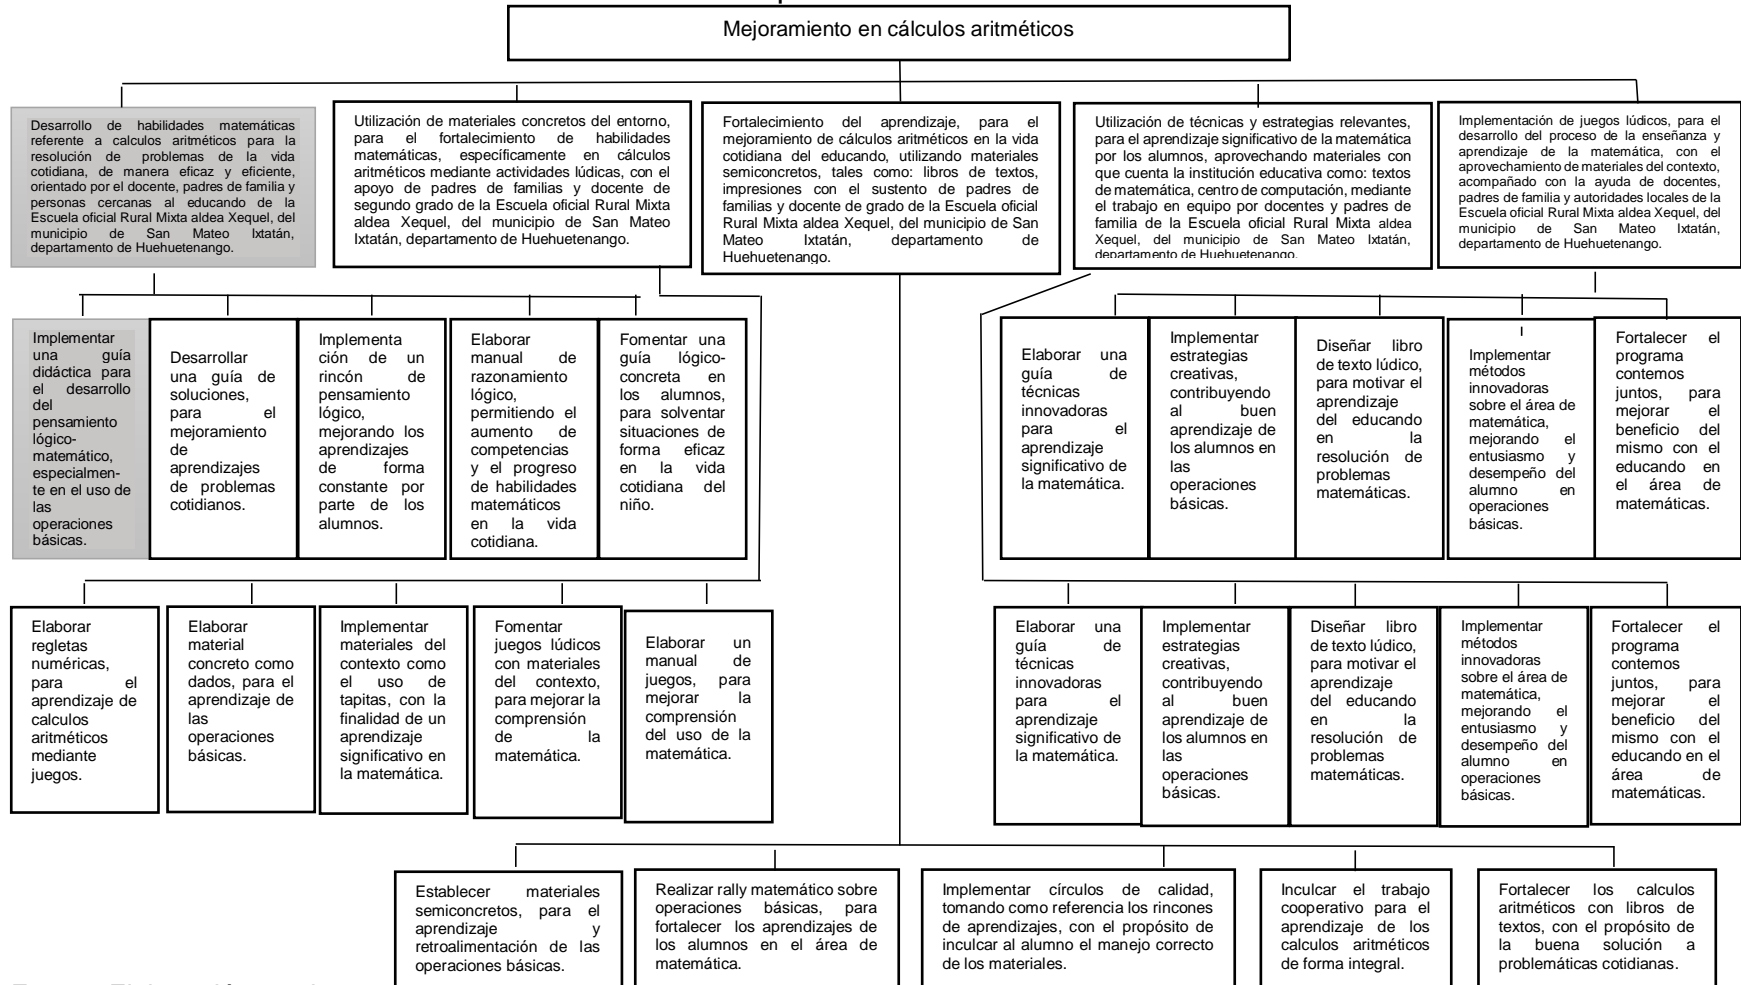 Mejoramiento en cálculos aritméticos
Desarrollo de habilidades matemáticas
referente a calculos aritméticos para la
resolución de problemas de la vida
cotidiana, de manera eficaz y eficiente,
orientado por el docente, padres de familia y
personas cercanas al educando de la
Escuela oficial Rural Mixta aldea Xequel, del
municipio de San Mateo Ixtatán,
departamento de Huehuetenango.
Utilización de materiales concretos del entorno,
para el fortalecimiento de habilidades
matemáticas, específicamente en cálculos
aritméticos mediante actividades lúdicas, con el
apoyo de padres de familias y docente de
segundo grado de la Escuela oficial Rural Mixta
aldea Xequel, del municipio de San Mateo
Ixtatán, departamento de Huehuetenango.
Fortalecimiento del aprendizaje, para el
mejoramiento de cálculos aritméticos en la vida
cotidiana del educando, utilizando materiales
semiconcretos, tales como: libros de textos,
impresiones con el sustento de padres de
familias y docente de grado de la Escuela oficial
Rural Mixta aldea Xequel, del municipio de San
Mateo Ixtatán, departamento de
Huehuetenango.
Utilización de técnicas y estrategias relevantes,
para el aprendizaje significativo de la matemática
por los alumnos, aprovechando materiales con
que cuenta la institución educativa como: textos
de matemática, centro de computación, mediante
el trabajo en equipo por docentes y padres de
familia de la Escuela oficial Rural Mixta aldea
Xequel, del municipio de San Mateo Ixtatán,
departamento de Huehuetenango.
Implementación de juegos lúdicos, para el
desarrollo del proceso de la enseñanza y
aprendizaje de la matemática, con el
aprovechamiento de materiales del contexto,
acompañado con la ayuda de docentes,
padres de familia y autoridades locales de la
Escuela oficial Rural Mixta aldea Xequel, del
municipio de San Mateo Ixtatán,
departamento de Huehuetenango.
Implementar
una guía
didáctica para
el desarrollo
del
pensamiento
lógico-
matemático,
especialmen-
te en el uso de
las
operaciones
básicas.
Desarrollar
una guía de
soluciones,
para el
mejoramiento
de
aprendizajes
de problemas
cotidianos.
Implementa
ción de un
rincón de
pensamiento
lógico,
mejorando los
aprendizajes
de forma
constante por
parte de los
alumnos.
Elaborar
manual de
razonamiento
lógico,
permitiendo el
aumento de
competencias
y el progreso
de habilidades
matemáticos
en la vida
cotidiana.
Fomentar una
guía lógico-
concreta en
los alumnos,
para solventar
situaciones de
forma eficaz
en la vida
cotidiana del
niño.
Elaborar una
guía de
técnicas
innovadoras
para el
aprendizaje
significativo de
la matemática.
Implementar
estrategias
creativas,
contribuyendo
al buen
aprendizaje de
los alumnos en
las
operaciones
básicas.
Diseñar libro
de texto lúdico,
para motivar el
aprendizaje
del educando
en la
resolución de
problemas
matemáticas.
Implementar
métodos
innovadoras
sobre el área de
matemática,
mejorando el
entusiasmo y
desempeño del
alumno en
operaciones
básicas.
Fortalecer el
programa
contemos
juntos, para
mejorar el
beneficio del
mismo con el
educando en
el área de
matemáticas.
Elaborar
regletas
numéricas,
para el
aprendizaje de
calculos
aritméticos
mediante
juegos.
Elaborar
material
concreto como
dados, para el
aprendizaje de
las
operaciones
básicas.
Implementar
materiales del
contexto como
el uso de
tapitas, con la
finalidad de un
aprendizaje
significativo en
la matemática.
Fomentar
juegos lúdicos
con materiales
del contexto,
para mejorar la
comprensión
de la
matemática.
Elaborar un
manual de
juegos, para
mejorar la
comprensión
del uso de la
matemática.
Elaborar una
guía de
técnicas
innovadoras
para el
aprendizaje
significativo de
la matemática.
Implementar
estrategias
creativas,
contribuyendo
al buen
aprendizaje de
los alumnos en
las
operaciones
básicas.
Diseñar libro
de texto lúdico,
para motivar el
aprendizaje
del educando
en la
resolución de
problemas
matemáticas.
Implementar
métodos
innovadoras
sobre el área de
matemática,
mejorando el
entusiasmo y
desempeño del
alumno en
operaciones
básicas.
Fortalecer el
programa
contemos
juntos, para
mejorar el
beneficio del
mismo con el
educando en el
área de
matemáticas.
Establecer materiales
semiconcretos, para el
aprendizaje y
retroalimentación de las
operaciones básicas.
Realizar rally matemático sobre
operaciones básicas, para
fortalecer los aprendizajes de
los alumnos en el área de
matemática.
Implementar círculos de calidad,
tomando como referencia los rincones
de aprendizajes, con el propósito de
inculcar al alumno el manejo correcto
de los materiales.
Inculcar el trabajo
cooperativo para el
aprendizaje de los
calculos aritméticos
de forma integral.
Fortalecer los calculos
aritméticos con libros de
textos, con el propósito de
la buena solución a
problemáticas cotidianas.